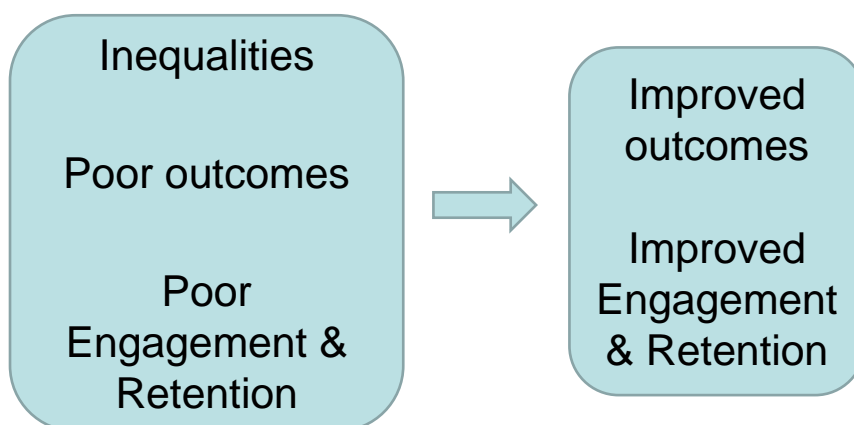 Inequalities
Poor outcomes
Poor
Engagement &
Retention
Improved
outcomes
Improved
Engagement
& Retention